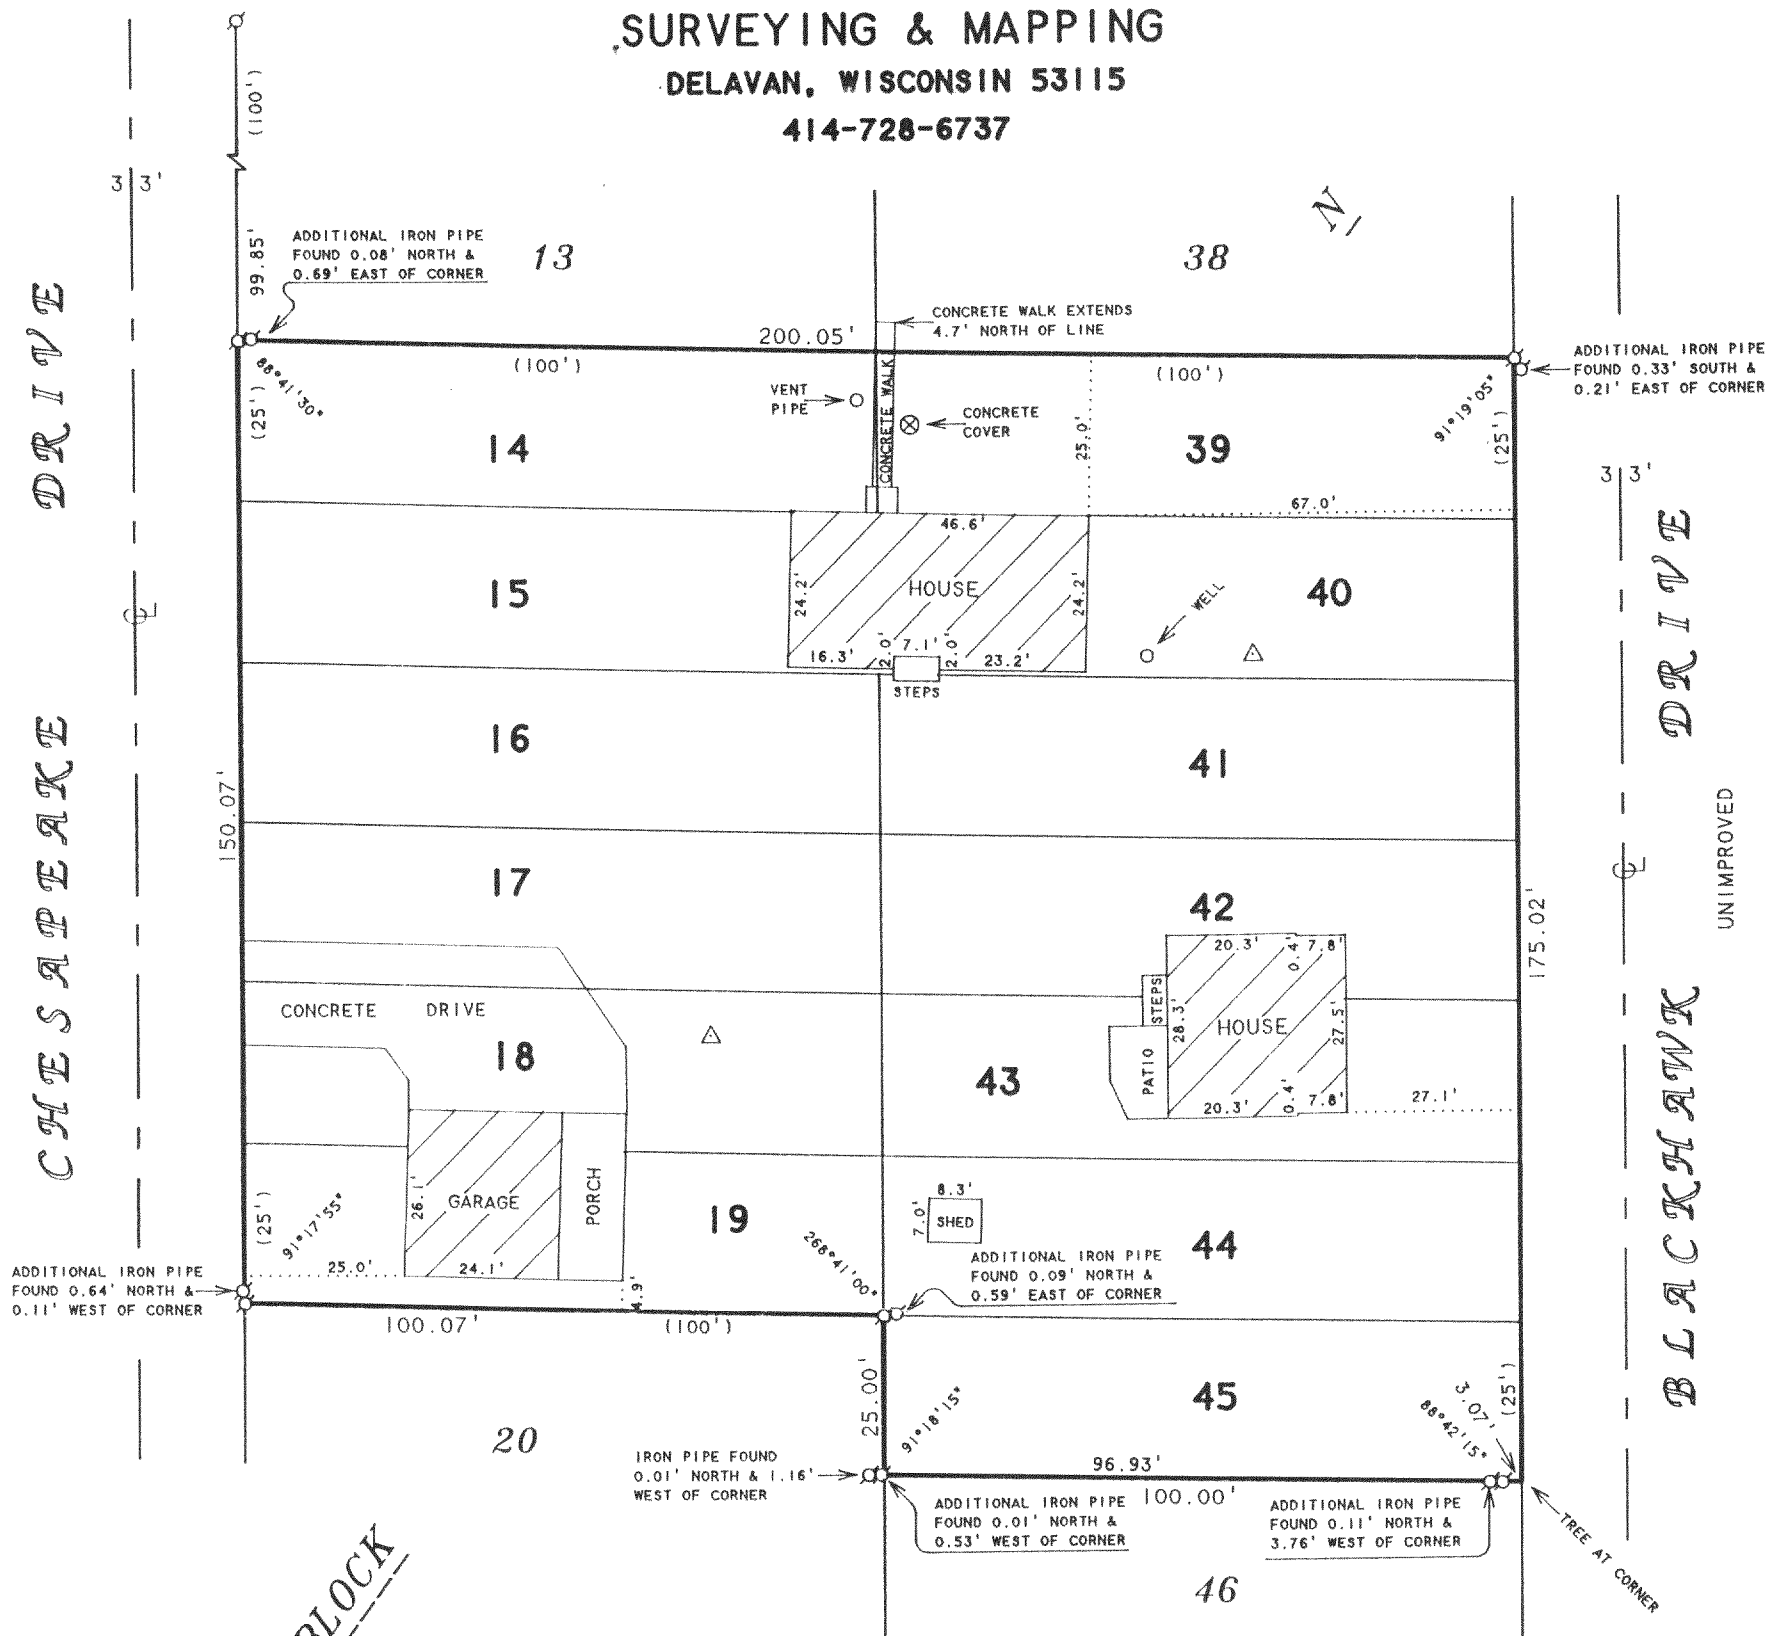 SURVEYING & MAPPING
DELAVAN, WISCONSIN 53115
414-728-6737
(100')
33'
99.85'
ADDITIONAL IRON PIPE
FOUND 0.08' NORTH &
0.69' EAST OF CORNER
13
38
N
CONCRETE WALK EXTENDS
4.7' NORTH OF LINE
200.05'
(100')
(100')
ADDITIONAL IRON PIPE
FOUND 0.33' SOUTH &
0.21' EAST OF CORNER
88°41'30"
(25')
VENT
PIPE
CONCRETE WALK
CONCRETE
COVER
25.0'
91°19'05"
(25')
14
39
33'
67.0'
46.6'
15
24.2'
HOUSE
24.2'
WELL
40
16.3'
2.0'
7.1'
2.0'
23.2'
STEPS
CHESAPEAKE DRIVE
BLACKHAWK DRIVE
UNIMPROVED
16
41
150.07'
175.02'
17
42
20.3'
0.4'
7.8'
CONCRETE DRIVE
STEPS
28.3'
HOUSE
27.5'
18
43
PATIO
20.3'
0.4'
7.8'
27.1'
26.1'
GARAGE
PORCH
19
8.3'
7.0'
SHED
44
(25')
91°17'55"
25.0'
24.1'
4.9'
268°41'00"
ADDITIONAL IRON PIPE
FOUND 0.09' NORTH &
0.59' EAST OF CORNER
ADDITIONAL IRON PIPE
FOUND 0.64' NORTH &
0.11' WEST OF CORNER
100.07'
(100')
25.00'
91°18'15"
45
3.07'
88°42'15"
(25')
20
IRON PIPE FOUND
0.01' NORTH & 1.16'
WEST OF CORNER
96.93'
100.00'
ADDITIONAL IRON PIPE
FOUND 0.01' NORTH &
0.53' WEST OF CORNER
ADDITIONAL IRON PIPE
FOUND 0.11' NORTH &
3.76' WEST OF CORNER
TREE AT CORNER
BLOCK
46